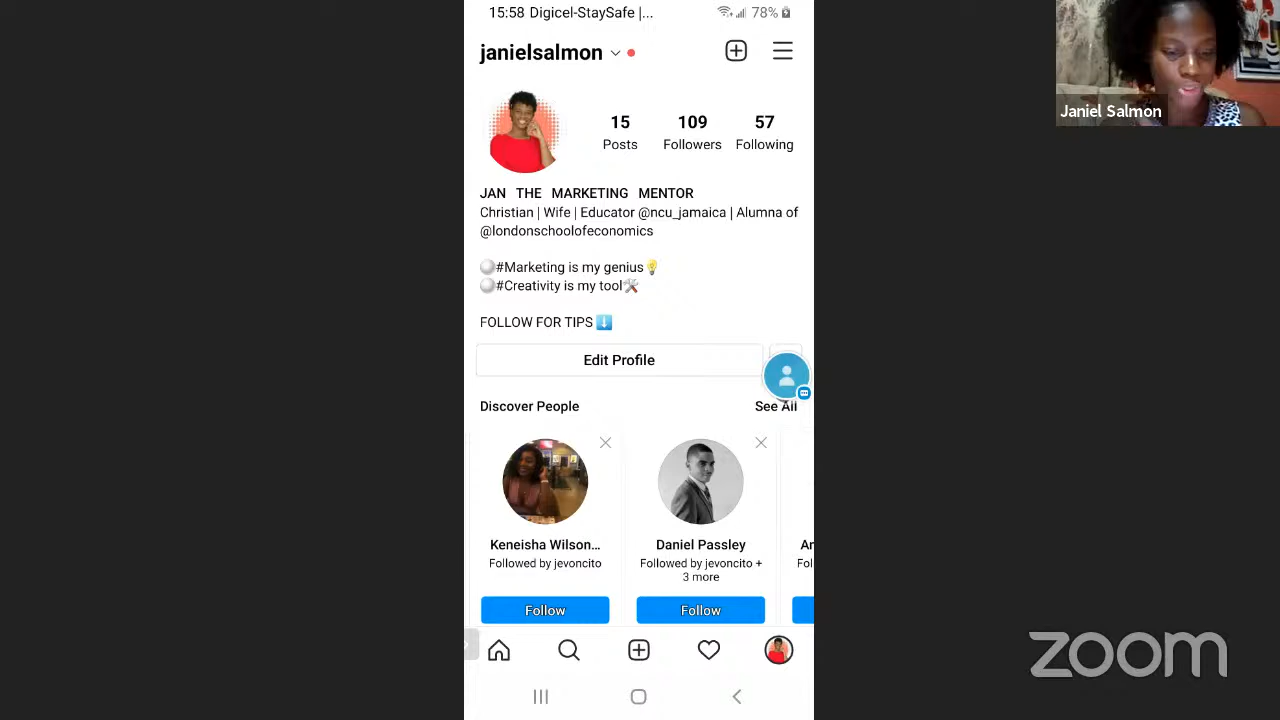 15:58 Digicel-StaySafe |...
78%
janielsalmon
Janiel Salmon
15 109 57
Posts Followers Following
JAN THE MARKETING MENTOR
Christian | Wife | Educator @ncu_jamaica | Alumna of
@londonschoolofeconomics
#Marketing is my genius💡
#Creativity is my tool🛠
FOLLOW FOR TIPS ⬇️
Edit Profile
Discover People See All
Keneisha Wilson... Daniel Passley
Followed by jevoncito Followed by jevoncito +
3 more
Follow Follow
zoom